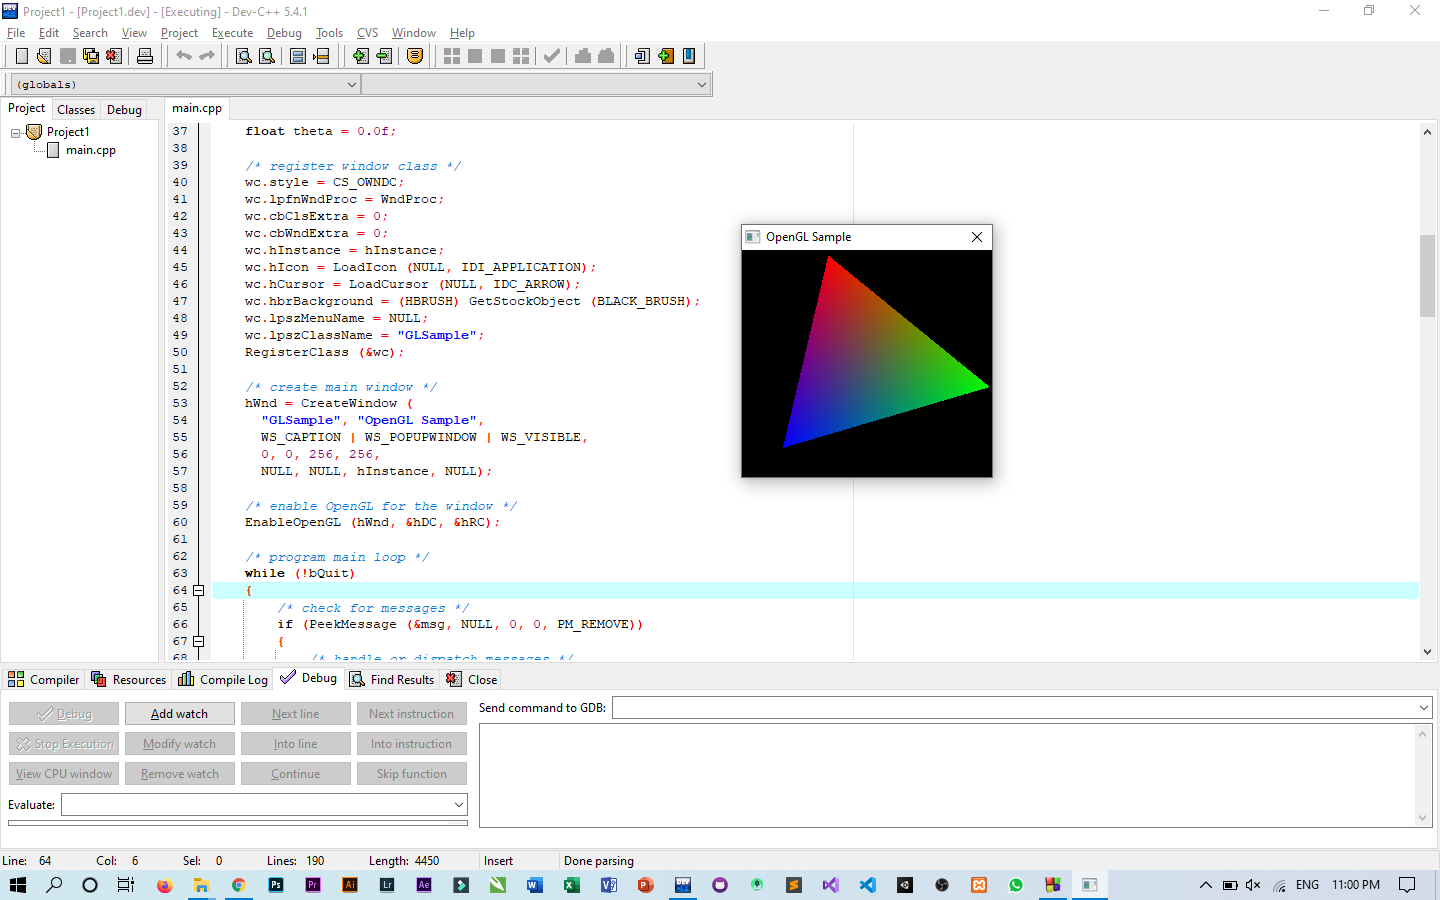 Project1 - [Project1.dev] - [Executing] - Dev-C++ 5.4.1
File Edit Search View Project Execute Debug Tools CVS Window Help
(globals)
Project Classes Debug
main.cpp
Project1
main.cpp
37 float theta = 0.0f;
38
39 /* register window class */
40 wc.style = CS_OWNDC;
41 wc.lpfnWndProc = WndProc;
42 wc.cbClsExtra = 0;
43 wc.cbWndExtra = 0;
44 wc.hInstance = hInstance;
45 wc.hIcon = LoadIcon (NULL, IDI_APPLICATION);
46 wc.hCursor = LoadCursor (NULL, IDC_ARROW);
47 wc.hbrBackground = (HBRUSH) GetStockObject (BLACK_BRUSH);
48 wc.lpszMenuName = NULL;
49 wc.lpszClassName = "GLSample";
50 RegisterClass (&wc);
51
52 /* create main window */
53 hWnd = CreateWindow (
54 "GLSample", "OpenGL Sample",
55 WS_CAPTION | WS_POPUPWINDOW | WS_VISIBLE,
56 0, 0, 256, 256,
57 NULL, NULL, hInstance, NULL);
58
59 /* enable OpenGL for the window */
60 EnableOpenGL (hWnd, &hDC, &hRC);
61
62 /* program main loop */
63 while (!bQuit)
64 {
65 /* check for messages */
66 if (PeekMessage (&msg, NULL, 0, 0, PM_REMOVE))
67 {
68 /* handle or dispatch messages */
OpenGL Sample
Compiler Resources Compile Log Debug Find Results Close
Debug Add watch Next line Next instruction
Stop Execution Modify watch Into line Into instruction
View CPU window Remove watch Continue Skip function
Evaluate:
Send command to GDB:
Line: 64 Col: 6 Sel: 0 Lines: 190 Length: 4450 Insert Done parsing
Ps Pr Ai Lr Ae
ENG 11:00 PM